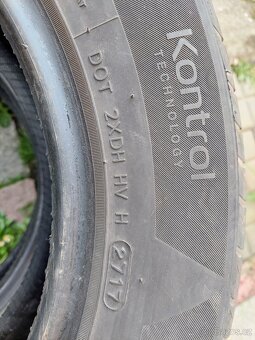 Kontrol
TECHNOLOGY
DOT 2XDH HV H 2717